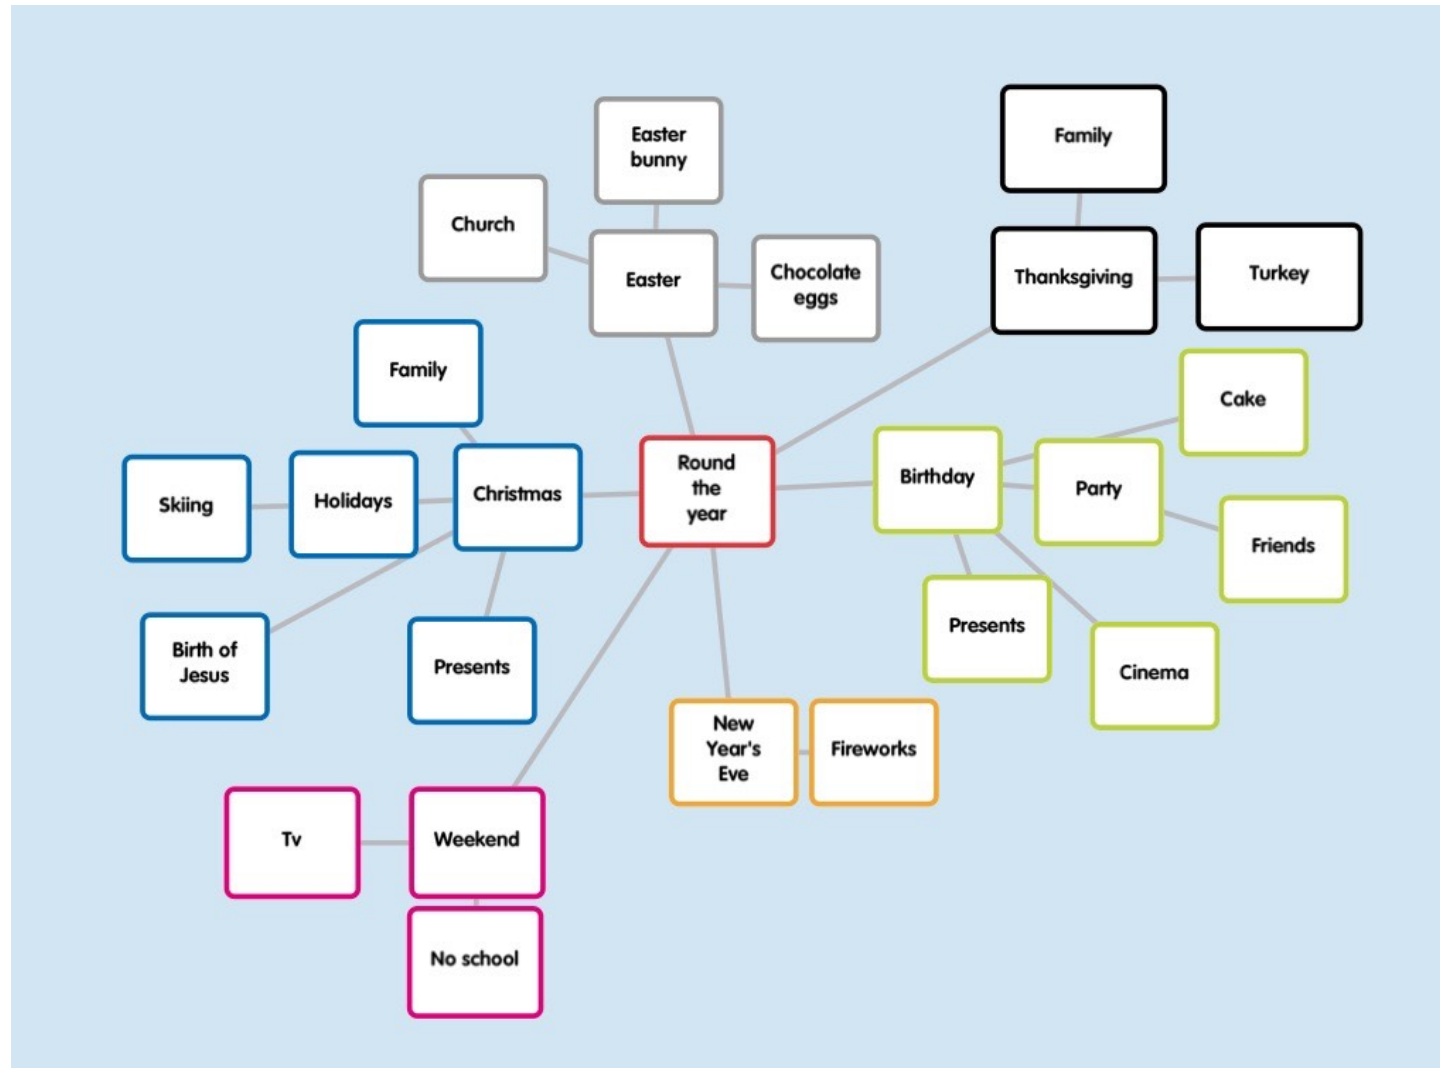 Family
Easter
bunny
Church
Thanksgiving
Turkey
Easter
Chocolate
eggs
Family
Cake
Round
the
year
Birthday
Party
Christmas
Holidays
Skiing
Friends
Presents
Cinema
Birth of
Jesus
Presents
New
Year's
Eve
Fireworks
Tv
Weekend
No school